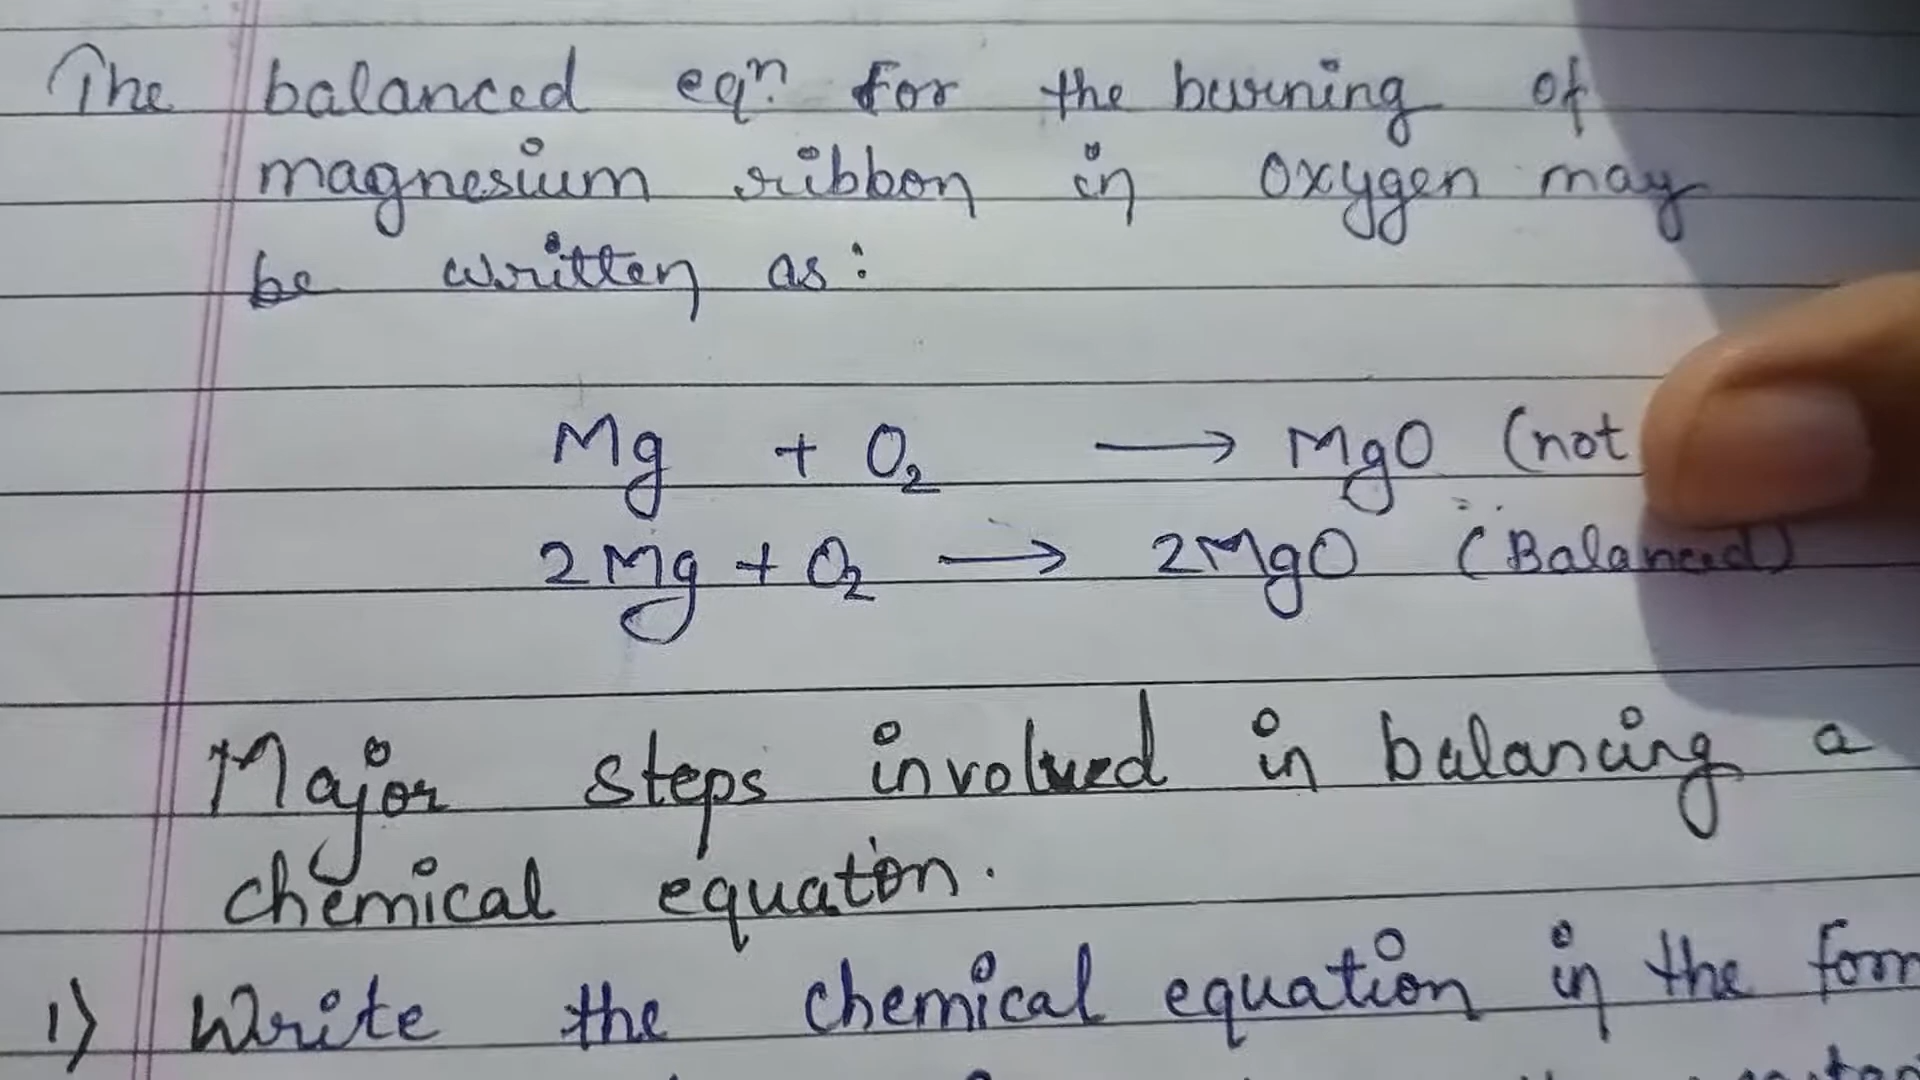 The balanced eqn. for the burning of
magnesium ribbon in oxygen may
be written as:
Mg + O₂ → MgO (not
2Mg + O₂ → 2MgO (Balanced)
Major steps involved in balancing a
chemical equaton.
1) Write the chemical equation in the form